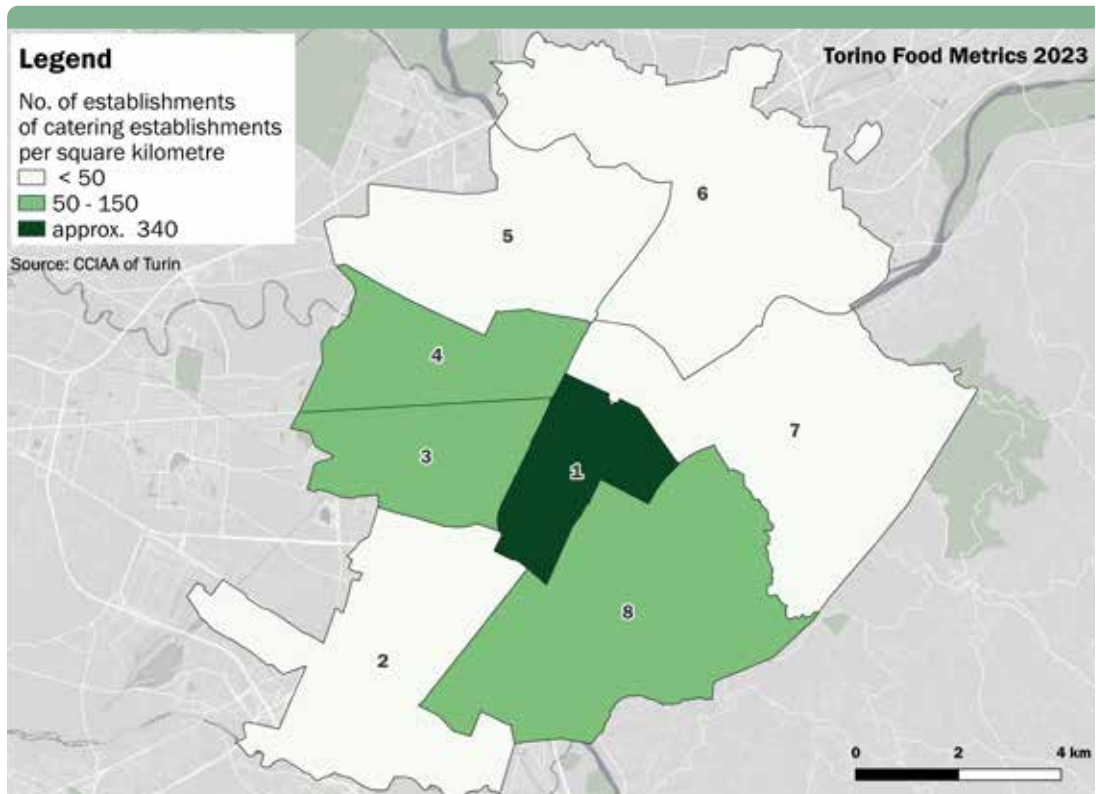 Legend
Torino Food Metrics 2023
No. of establishments
of catering establishments
per square kilometre
< 50
50 - 150
approx. 340
Source: CCIAA of Turin
6
5
4
7
3
1
8
2
0 2 4 km